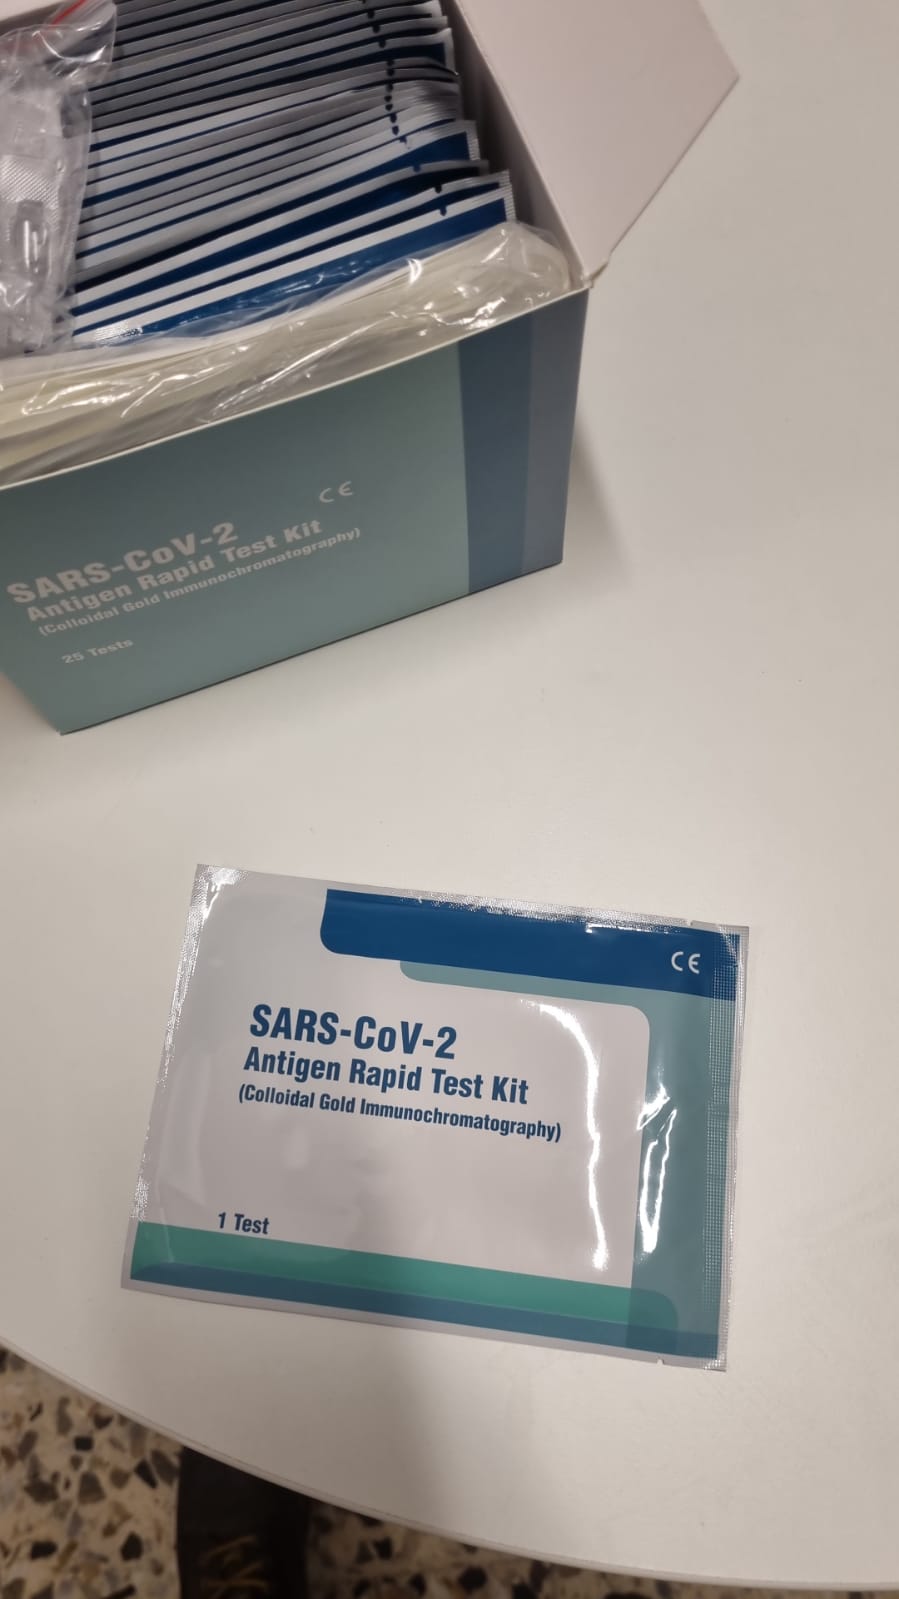 CE
SARS-CoV-2
Antigen Rapid Test Kit
(Colloidal Gold Immunochromatography)
25 Tests
CE
SARS-CoV-2
Antigen Rapid Test Kit
(Colloidal Gold Immunochromatography)
1 Test